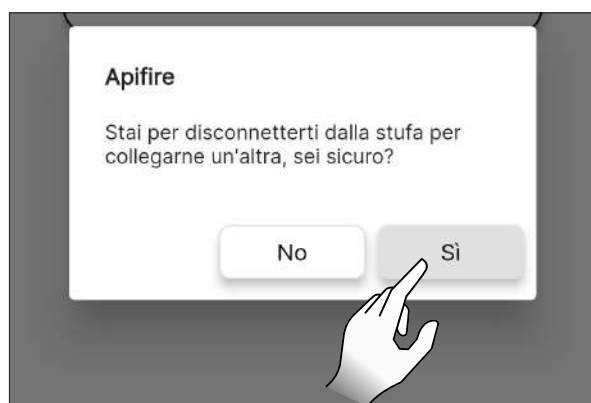 Apifire
Stai per disconnetterti dalla stufa per
collegarne un'altra, sei sicuro?
No
Sì